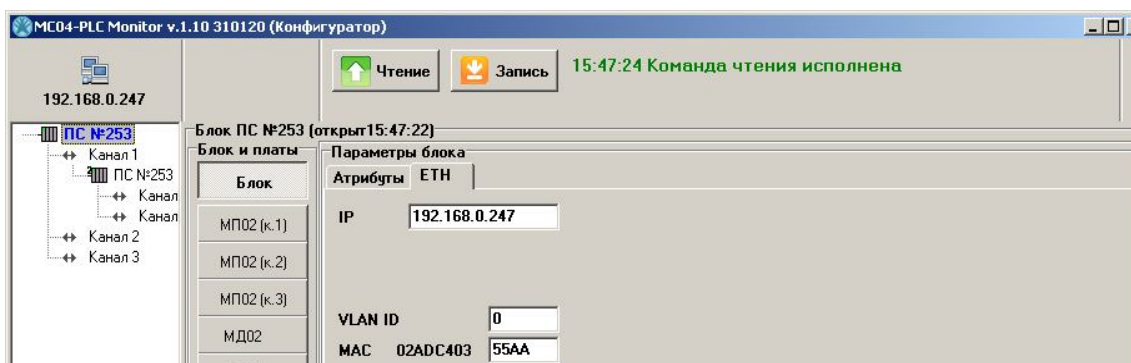 MC04-PLC Monitor v.1.10 310120 (Конфигуратор)
Чтение
Запись
15:47:24 Команда чтения исполнена
192.168.0.247
ПС №253
Канал 1
ПС №253
Канал
Канал
Канал 2
Канал 3
Блок ПС №253 (открыт15:47:22)
Блок и платы
Блок
МП02 (к.1)
МП02 (к.2)
МП02 (к.3)
МД02
Параметры блока
Атрибуты ETH
IP 192.168.0.247
VLAN ID 0
MAC 02ADC403 55AA